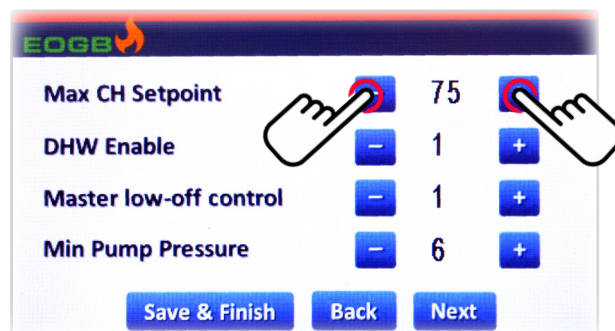 EOGB
Max CH Setpoint 75
DHW Enable - 1 +
Master low-off control - 1 +
Min Pump Pressure - 6 +
Save & Finish Back Next